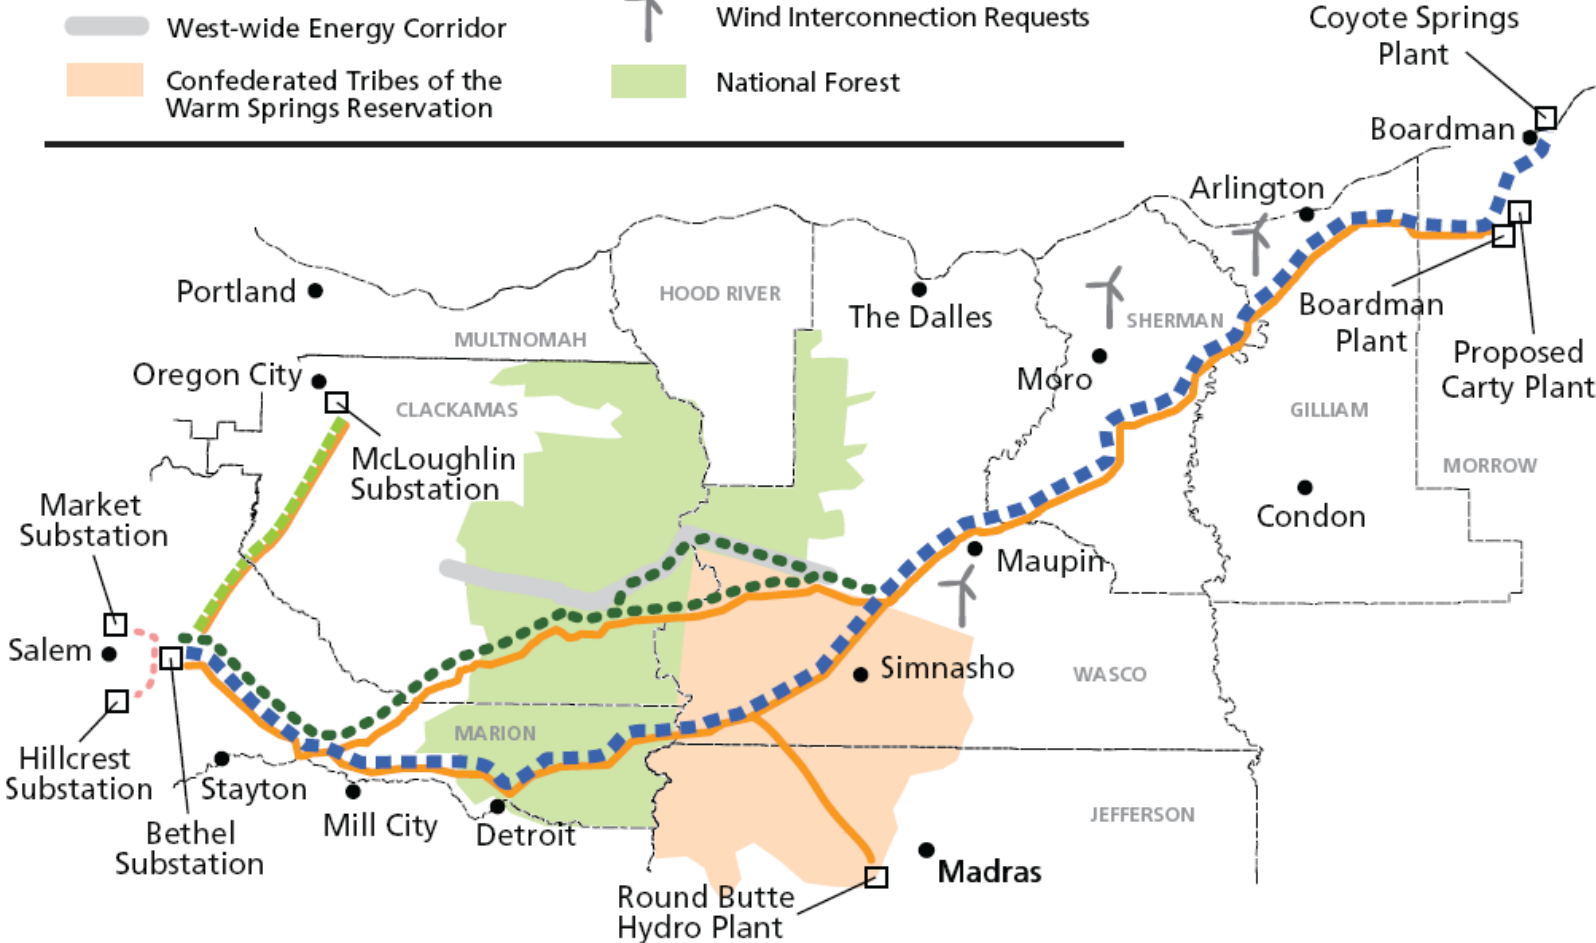 West-wide Energy Corridor
Wind Interconnection Requests
Confederated Tribes of the
Warm Springs Reservation
National Forest
Coyote Springs
Plant
Boardman
Arlington
Portland
HOOD RIVER
The Dalles
SHERMAN
Boardman
Plant
MULTNOMAH
Proposed
Carty Plant
Oregon City
Moro
CLACKAMAS
GILLIAM
McLoughlin
Substation
MORROW
Market
Substation
Condon
Maupin
Salem
Simnasho
WASCO
MARION
Hillcrest
Substation
Stayton
Mill City
Detroit
JEFFERSON
Bethel
Substation
Madras
Round Butte
Hydro Plant